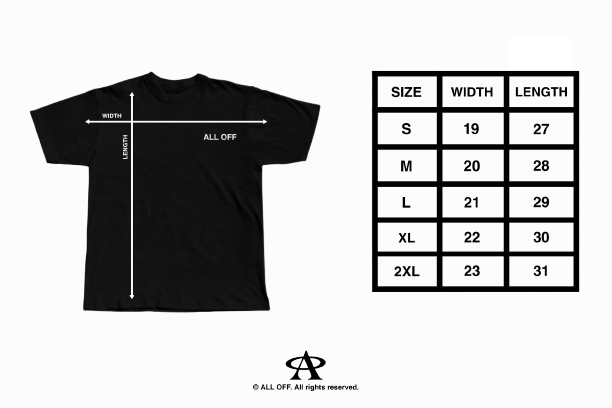 WIDTH
LENGTH
ALL OFF
SIZE WIDTH LENGTH
S 19 27
M 20 28
L 21 29
XL 22 30
2XL 23 31
© ALL OFF. All rights reserved.